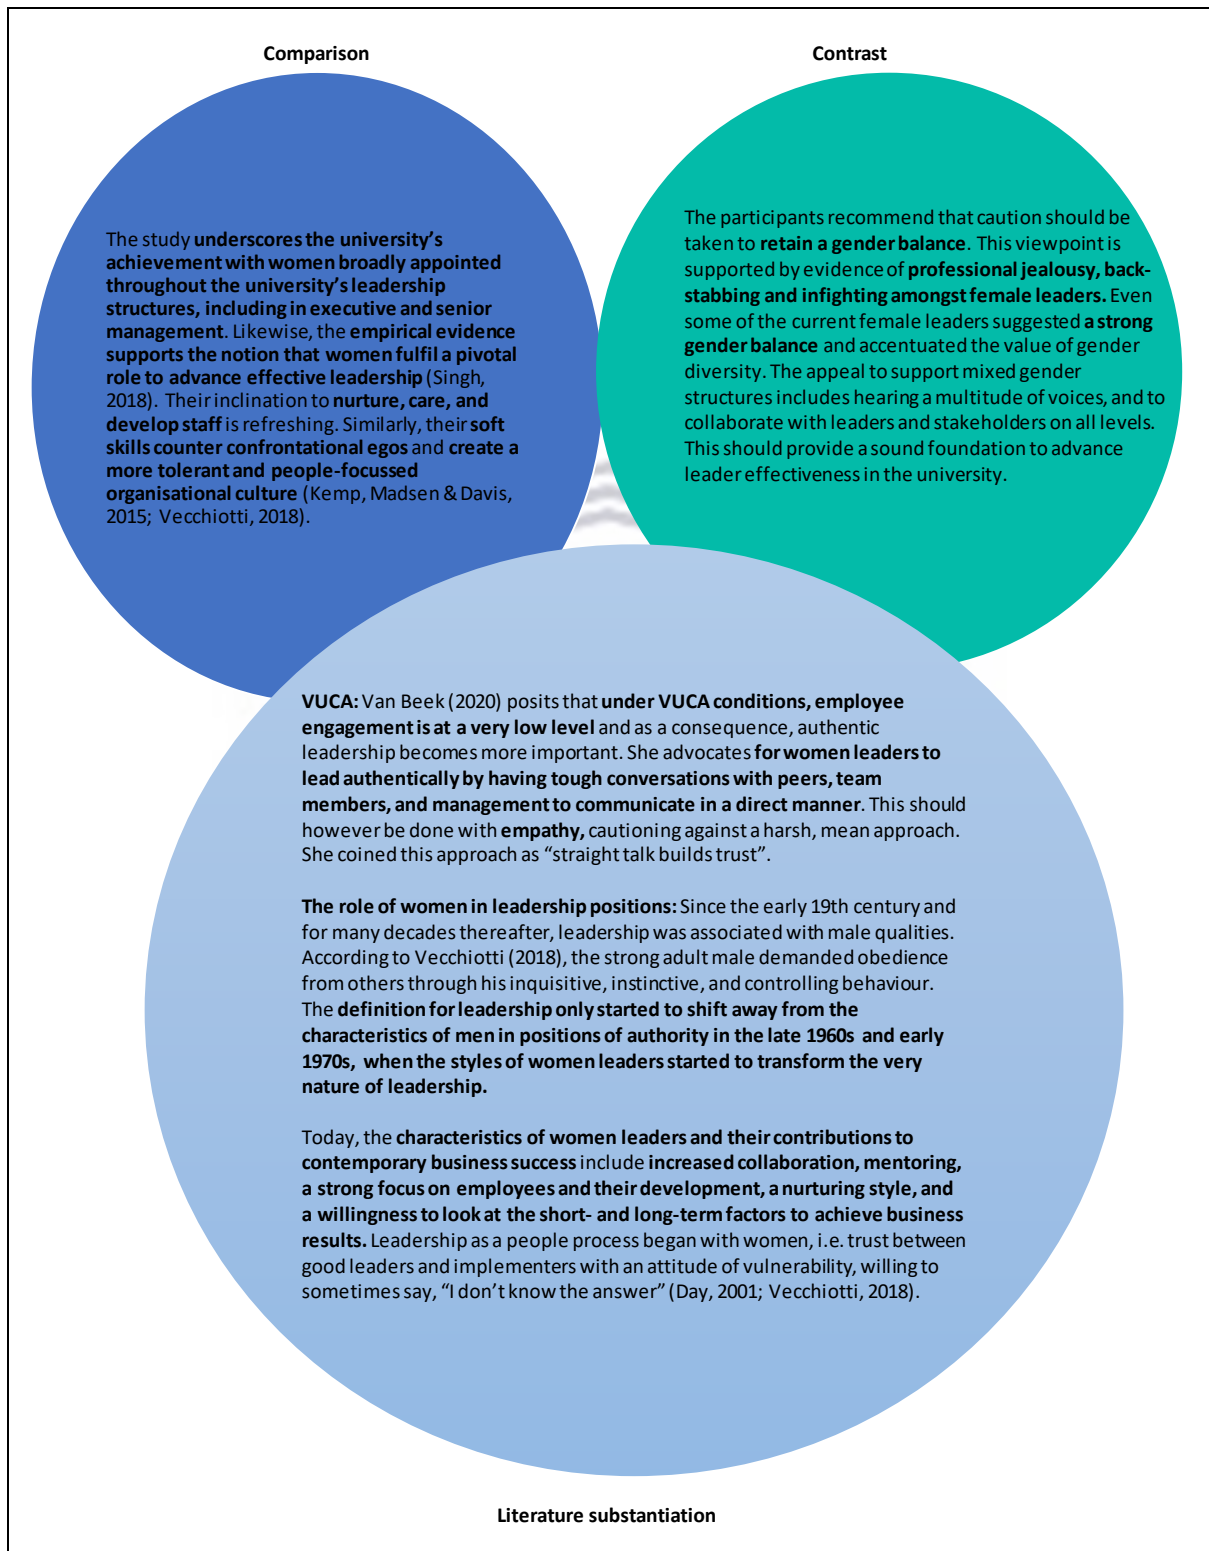 Comparison
Contrast
The study underscores the university’s
achievement with women broadly appointed
throughout the university’s leadership
structures, including in executive and senior
management. Likewise, the empirical evidence
supports the notion that women fulfil a pivotal
role to advance effective leadership (Singh,
2018). Their inclination to nurture, care, and
develop staff is refreshing. Similarly, their soft
skills counter confrontational egos and create a
more tolerant and people-focussed
organisational culture (Kemp, Madsen & Davis,
2015; Vecchiotti, 2018).
The participants recommend that caution should be
taken to retain a gender balance. This viewpoint is
supported by evidence of professional jealousy, back-
stabbing and infighting amongst female leaders. Even
some of the current female leaders suggested a strong
gender balance and accentuated the value of gender
diversity. The appeal to support mixed gender
structures includes hearing a multitude of voices, and to
collaborate with leaders and stakeholders on all levels.
This should provide a sound foundation to advance
leader effectiveness in the university.
VUCA: Van Beek (2020) posits that under VUCA conditions, employee
engagement is at a very low level and as a consequence, authentic
leadership becomes more important. She advocates for women leaders to
lead authentically by having tough conversations with peers, team
members, and management to communicate in a direct manner. This should
however be done with empathy, cautioning against a harsh, mean approach.
She coined this approach as “straight talk builds trust”.
The role of women in leadership positions: Since the early 19th century and
for many decades thereafter, leadership was associated with male qualities.
According to Vecchiotti (2018), the strong adult male demanded obedience
from others through his inquisitive, instinctive, and controlling behaviour.
The definition for leadership only started to shift away from the
characteristics of men in positions of authority in the late 1960s and early
1970s, when the styles of women leaders started to transform the very
nature of leadership.
Today, the characteristics of women leaders and their contributions to
contemporary business success include increased collaboration, mentoring,
a strong focus on employees and their development, a nurturing style, and
a willingness to look at the short- and long-term factors to achieve business
results. Leadership as a people process began with women, i.e. trust between
good leaders and implementers with an attitude of vulnerability, willing to
sometimes say, “I don’t know the answer” (Day, 2001; Vecchiotti, 2018).
Literature substantiation